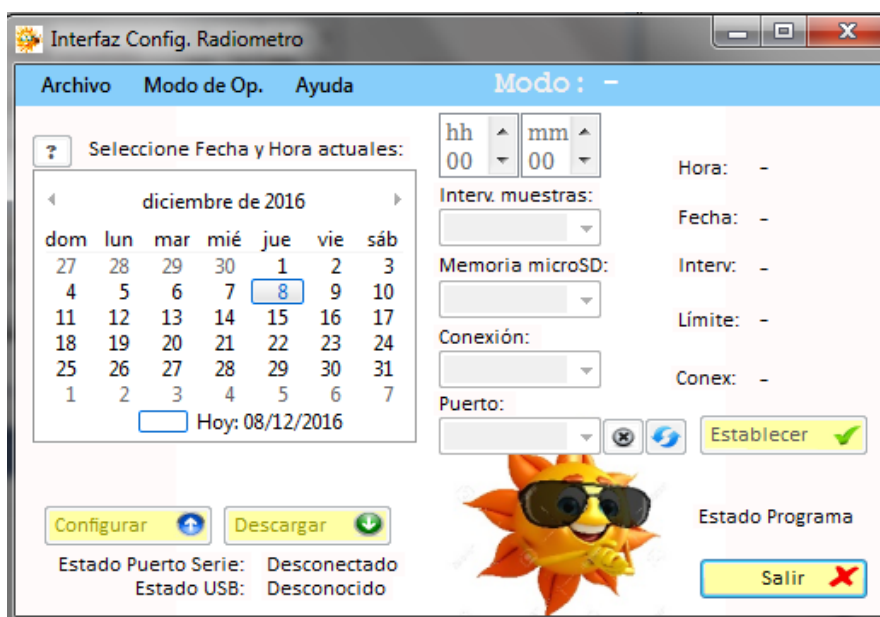 Interfaz Config. Radiometro
Archivo Modo de Op. Ayuda Modo: -
? Seleccione Fecha y Hora actuales:
diciembre de 2016
dom lun mar mié jue vie sáb
27 28 29 30 1 2 3
4 5 6 7 8 9 10
11 12 13 14 15 16 17
18 19 20 21 22 23 24
25 26 27 28 29 30 31
1 2 3 4 5 6 7
Hoy: 08/12/2016
hh mm
00 00
Interv. muestras:
Memoria microSD:
Conexión:
Puerto:
Hora: -
Fecha: -
Interv: -
Límite: -
Conex: -
Establecer
Configurar Descargar
Estado Puerto Serie: Desconectado
Estado USB: Desconocido
Estado Programa
Salir